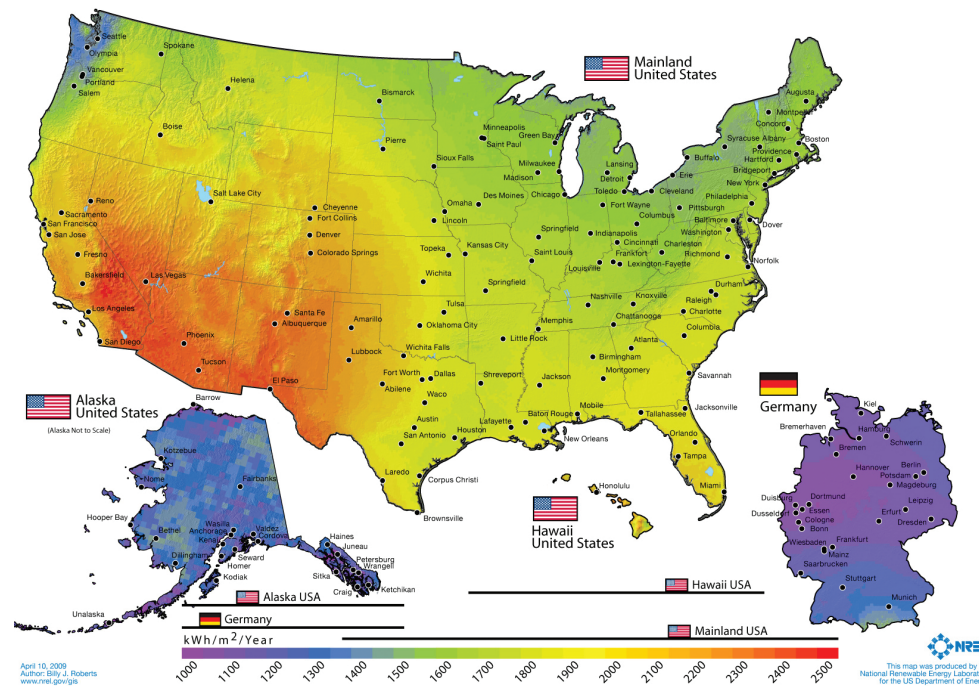 Mainland
United States
Seattle
Olympia
Spokane
Vancouver
Portland
Salem
Helena
Bismarck
Boise
Pierre
Minneapolis
Saint Paul
Green Bay
Augusta
Montpelier
Concord
Syracuse Albany
Boston
Providence
Hartford
Buffalo
Bridgeport
Sioux Falls
Milwaukee
Madison
Lansing
Detroit
Erie
New York
Salt Lake City
Reno
Cheyenne
Fort Collins
Omaha
Des Moines
Chicago
Toledo
Cleveland
Fort Wayne
Pittsburgh
Philadelphia
Sacramento
San Francisco
San Jose
Denver
Lincoln
Columbus
Baltimore
Dover
Washington
Springfield
Indianapolis
Cincinnati
Charleston
Colorado Springs
Topeka
Kansas City
Saint Louis
Frankfort
Richmond
Fresno
Louisville
Lexington-Fayette
Norfolk
Bakersfield
Las Vegas
Wichita
Springfield
Durham
Nashville
Knoxville
Raleigh
Los Angeles
Santa Fe
Albuquerque
Amarillo
Tulsa
Oklahoma City
Memphis
Chattanooga
Charlotte
Columbia
San Diego
Phoenix
Little Rock
Atlanta
Lubbock
Wichita Falls
Birmingham
Tucson
Fort Worth
Dallas
Shreveport
Jackson
Montgomery
Savannah
El Paso
Abilene
Waco
Baton Rouge
Mobile
Tallahassee
Jacksonville
Austin
Lafayette
San Antonio
Houston
New Orleans
Orlando
Tampa
Laredo
Corpus Christi
Miami
Brownsville
Alaska
United States
(Alaska Not to Scale)
Barrow
Kotzebue
Nome
Fairbanks
Hooper Bay
Bethel
Wasilla
Anchorage
Valdez
Kenai
Cordova
Dillingham
Seward
Homer
Kodiak
Unalaska
Haines
Juneau
Petersburg
Wrangell
Sitka
Craig
Ketchikan
Honolulu
Hawaii
United States
Germany
Kiel
Bremerhaven
Hamburg
Schwerin
Bremen
Hannover
Berlin
Potsdam
Magdeburg
Duisburg
Dortmund
Essen
Leipzig
Dusseldorf
Cologne
Erfurt
Dresden
Bonn
Wiesbaden
Frankfurt
Mainz
Saarbrucken
Stuttgart
Munich
Alaska USA
Hawaii USA
Germany
Mainland USA
kWh/m2/Year
1000 1100 1200 1300 1400 1500 1600 1700 1800 1900 2000 2100 2200 2300 2400 2500
April 10, 2009
Author: Billy J. Roberts
www.nrel.gov/gis
NRE
This map was produced by
National Renewable Energy Laborat
for the US Department of Ener